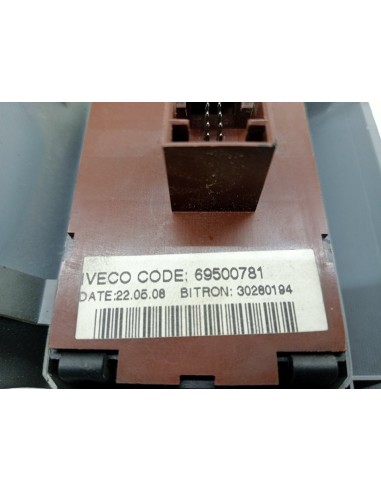 IVECO CODE: 69500781
DATE:22.05.08 BITRON: 30280194